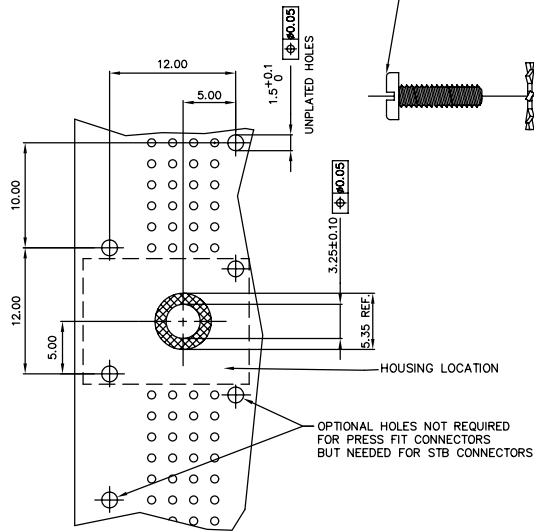 12.00
5.00
1.5+0.1 0
⌖ ø0.05
UNPLATED HOLES
10.00
12.00
5.00
3.25±0.10
⌖ ø0.05
5.35 REF.
HOUSING LOCATION
OPTIONAL HOLES NOT REQUIRED
FOR PRESS FIT CONNECTORS
BUT NEEDED FOR STB CONNECTORS